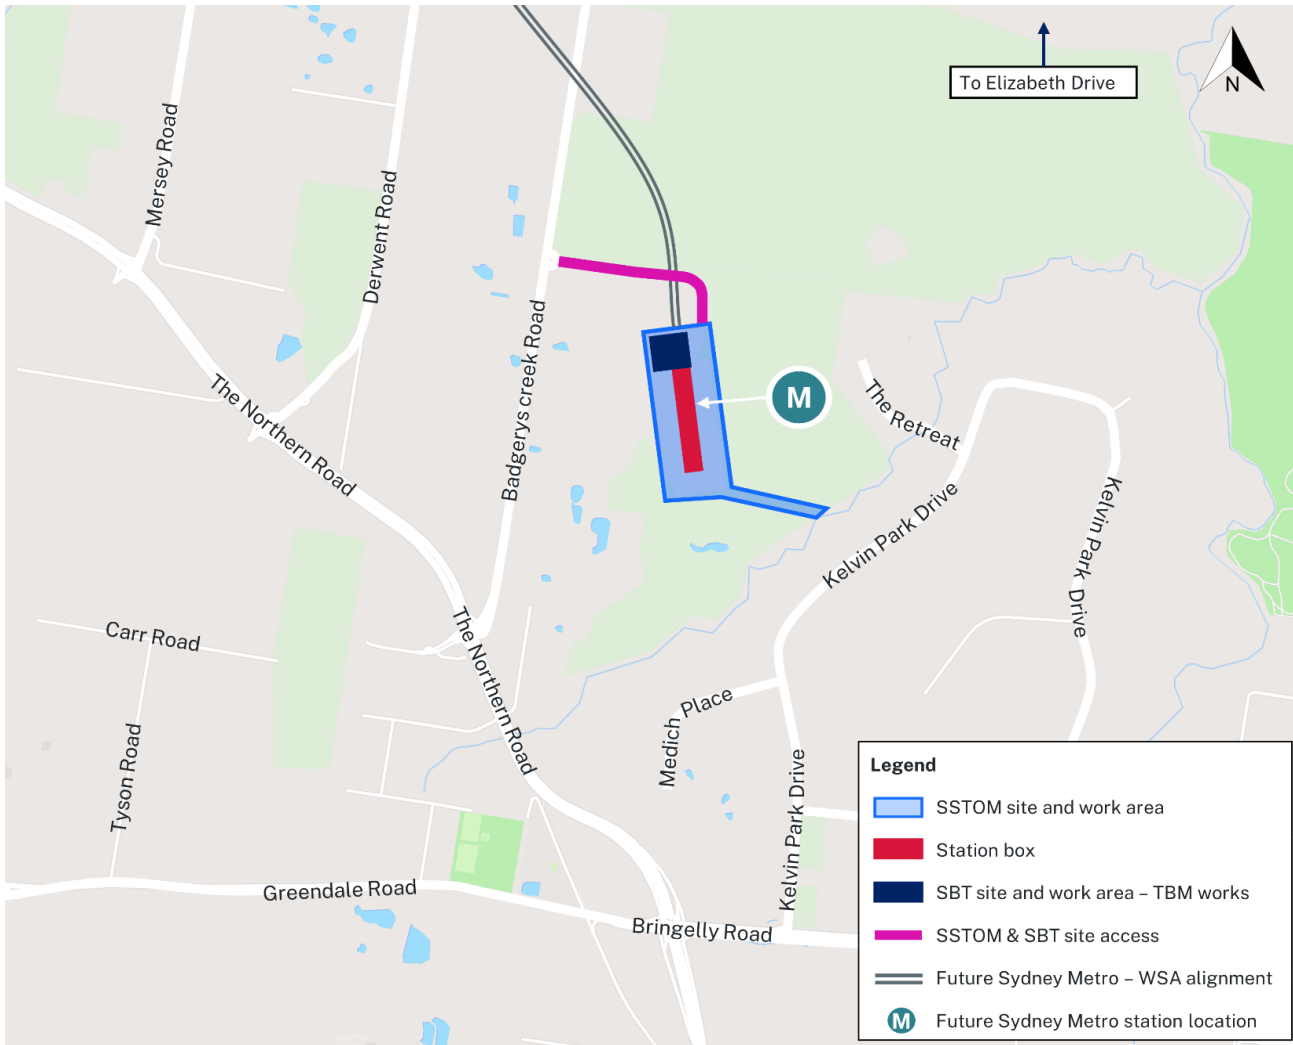 To Elizabeth Drive
N
Mersey Road
Derwent Road
The Northern Road
Badgerys creek Road
M
The Retreat
Kelvin Park Drive
Kelvin Park Drive
Carr Road
The Northern Road
Tyson Road
Medich Place
Kelvin Park Drive
Greendale Road
Bringelly Road
Legend
SSTOM site and work area
Station box
SBT site and work area – TBM works
SSTOM & SBT site access
Future Sydney Metro – WSA alignment
M Future Sydney Metro station location